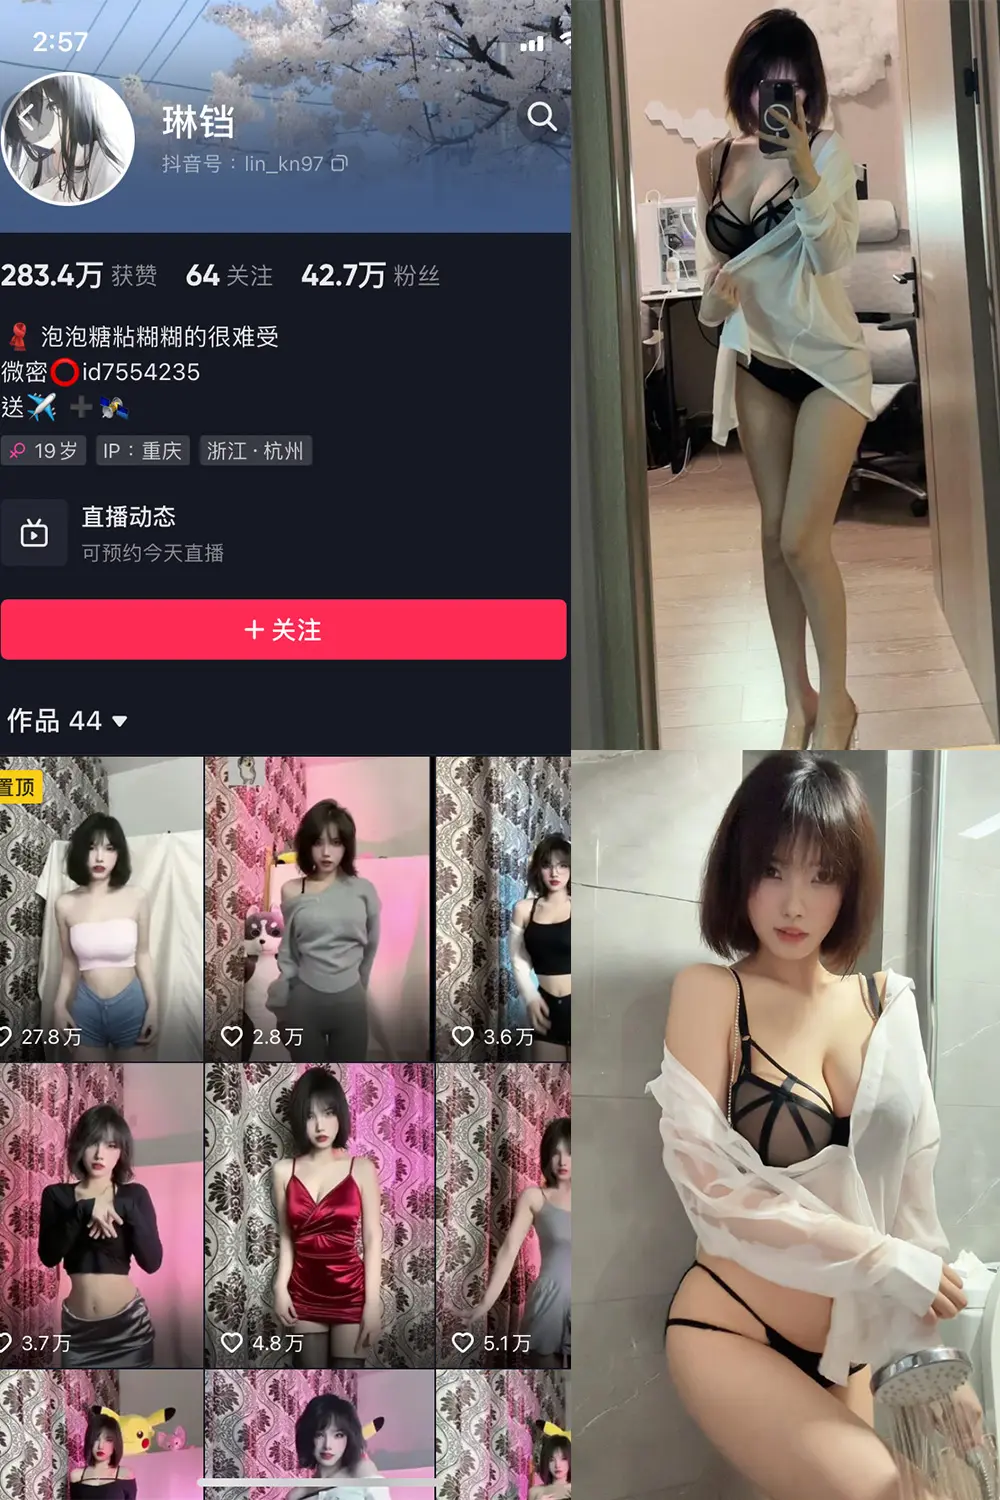 2:57
琳铛
抖音号：lin_kn97
283.4万 获赞 64 关注 42.7万 粉丝
泡泡糖粘糊糊的很难受
微密⭕id7554235
送✈️➕🛰️
19岁 IP：重庆 浙江·杭州
直播动态
可预约今天直播
+ 关注
作品 44
置顶
27.8万 2.8万 3.6万
3.7万 4.8万 5.1万